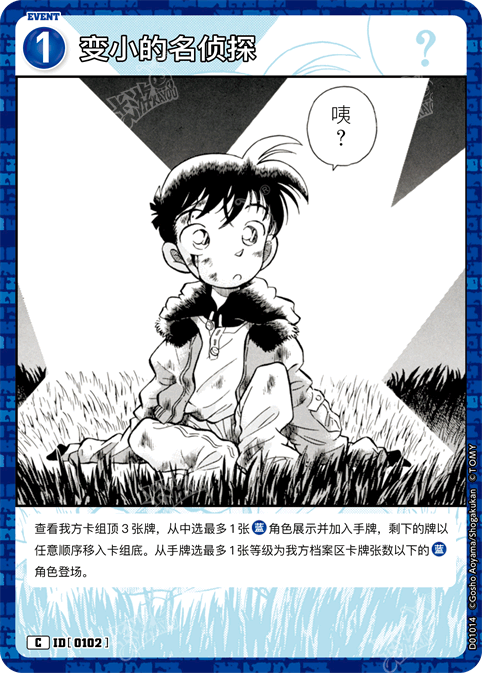 EVENT
1
变小的名侦探
?
咦
?
查看我方卡组顶3张牌，从中选最多1张蓝角色展示并加入手牌，剩下的牌以
任意顺序移入卡组底。从手牌选最多1张等级为我方档案区卡牌张数以下的蓝
角色登场。
C ID[ 0102 ]
D01014 ©Gosho Aoyama/Shogakukan ©TOMY